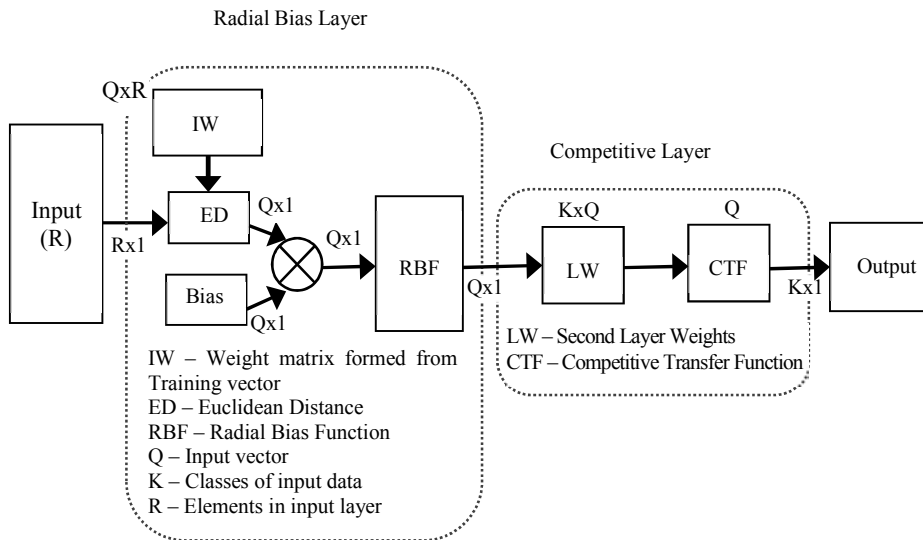 Radial Bias Layer
QxR
IW
Competitive Layer
Input
(R)
Rx1
ED
Qx1
Qx1
Bias
Qx1
RBF
Qx1
KxQ
LW
Q
CTF
Kx1
Output
LW – Second Layer Weights
CTF – Competitive Transfer Function
IW – Weight matrix formed from
Training vector
ED – Euclidean Distance
RBF – Radial Bias Function
Q – Input vector
K – Classes of input data
R – Elements in input layer